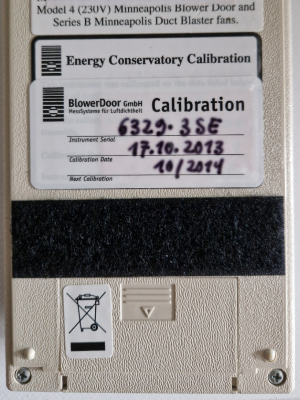 Model 4 (230V) Minneapolis Blower Door and
Series B Minneapolis Duct Blaster fans.
Energy Conservatory Calibration
BlowerDoor GmbH
MessSysteme für Luftdichtheit
Calibration
6329.3SE
Instrument Serial
17.10.2013
Calibration Date
10/2014
Next Calibration